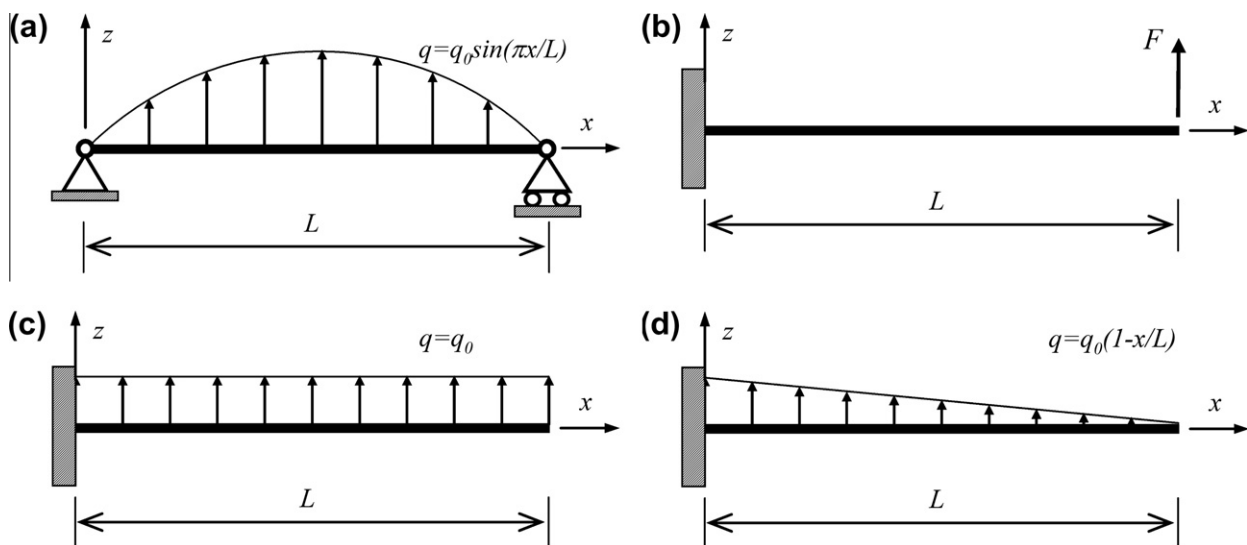 (a)
z
q=q₀sin(πx/L)
x
L
(b)
z
F
x
L
(c)
z
q=q₀
x
L
(d)
z
q=q₀(1-x/L)
x
L